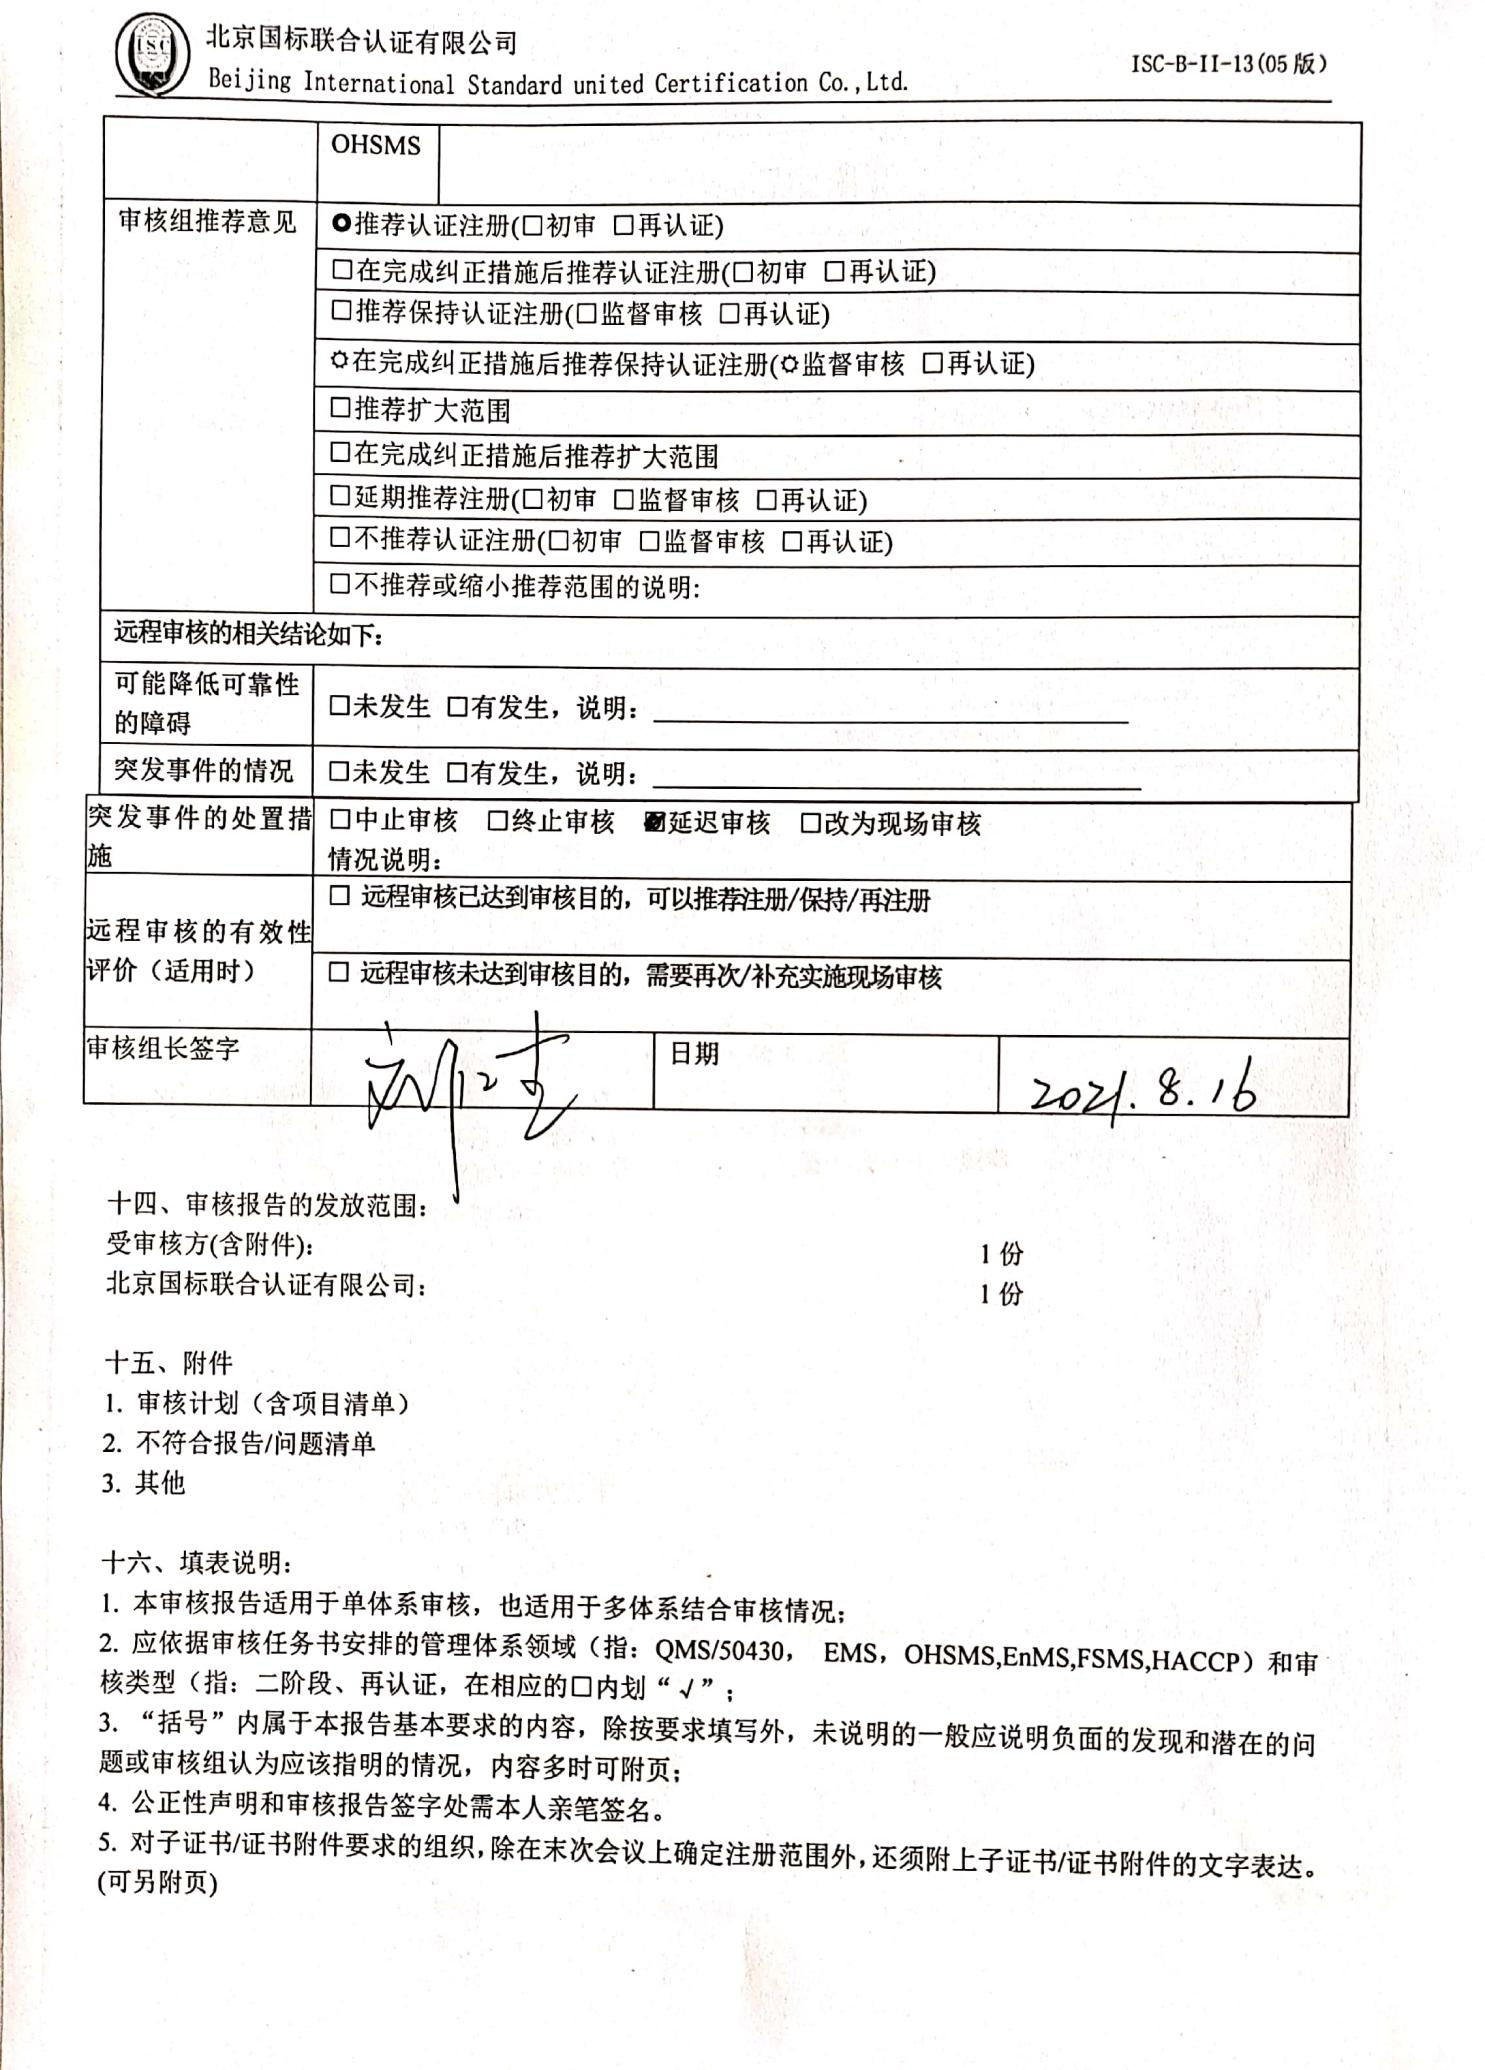 ISC
北京国标联合认证有限公司
Beijing International Standard united Certification Co.,Ltd.
ISC-B-II-13(05版)
OHSMS
审核组推荐意见
推荐认证注册(□初审 □再认证)
□在完成纠正措施后推荐认证注册(□初审 □再认证)
□推荐保持认证注册(□监督审核 □再认证)
✩在完成纠正措施后推荐保持认证注册(✩监督审核 □再认证)
□推荐扩大范围
□在完成纠正措施后推荐扩大范围
□延期推荐注册(□初审 □监督审核 □再认证)
□不推荐认证注册(□初审 □监督审核 □再认证)
□不推荐或缩小推荐范围的说明:
远程审核的相关结论如下:
可能降低可靠性
的障碍
□未发生 □有发生，说明：
突发事件的情况
□未发生 □有发生，说明：
突发事件的处置措
施
□中止审核 □终止审核 ☑延迟审核 □改为现场审核
情况说明：
远程审核的有效性
评价（适用时）
□ 远程审核已达到审核目的，可以推荐注册/保持/再注册
□ 远程审核未达到审核目的，需要再次/补充实施现场审核
审核组长签字
日期
2021.8.16
十四、审核报告的发放范围：
受审核方(含附件)：
1 份
北京国标联合认证有限公司：
1 份
十五、附件
1. 审核计划（含项目清单）
2. 不符合报告/问题清单
3. 其他
十六、填表说明：
1. 本审核报告适用于单体系审核，也适用于多体系结合审核情况；
2. 应依据审核任务书安排的管理体系领域（指：QMS/50430， EMS，OHSMS,EnMS,FSMS,HACCP）和审
核类型（指：二阶段、再认证，在相应的□内划“√”；
3. “括号”内属于本报告基本要求的内容，除按要求填写外，未说明的一般应说明负面的发现和潜在的问
题或审核组认为应该指明的情况，内容多时可附页；
4. 公正性声明和审核报告签字处需本人亲笔签名。
5. 对子证书/证书附件要求的组织,除在末次会议上确定注册范围外,还须附上子证书/证书附件的文字表达。
(可另附页)